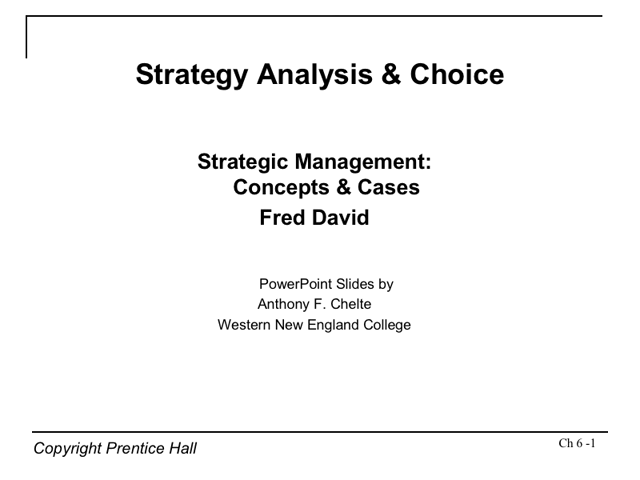 Strategy Analysis & Choice
Strategic Management:
Concepts & Cases
Fred David
PowerPoint Slides by
Anthony F. Chelte
Western New England College
Copyright Prentice Hall
Ch 6 -1